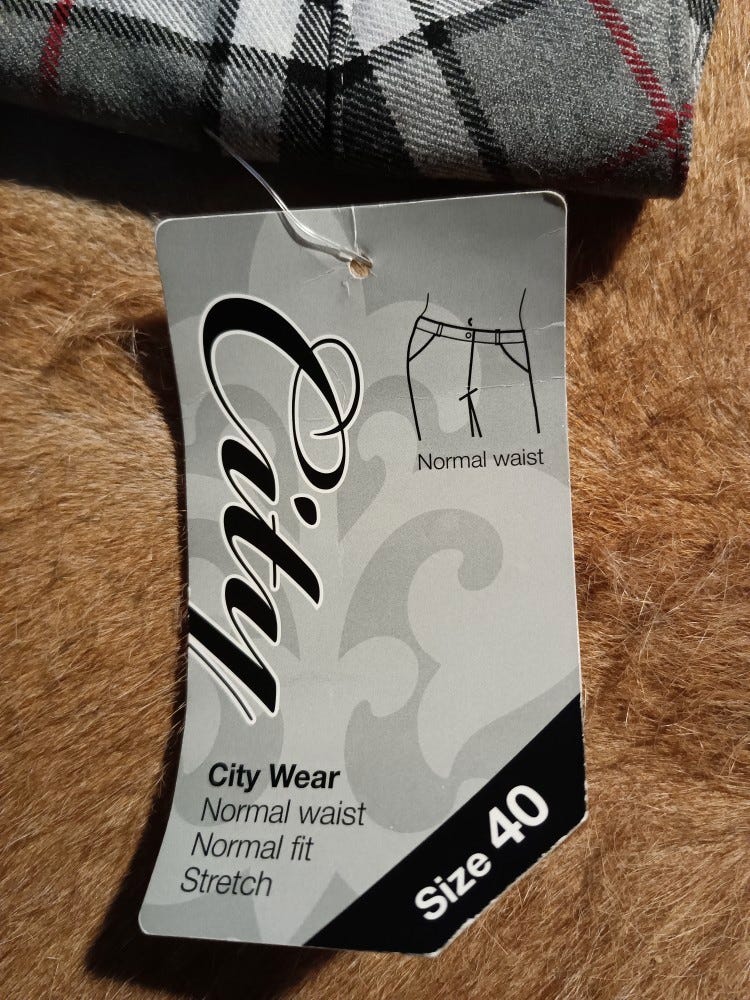 City
Normal waist
City Wear
Normal waist
Normal fit
Stretch
Size 40